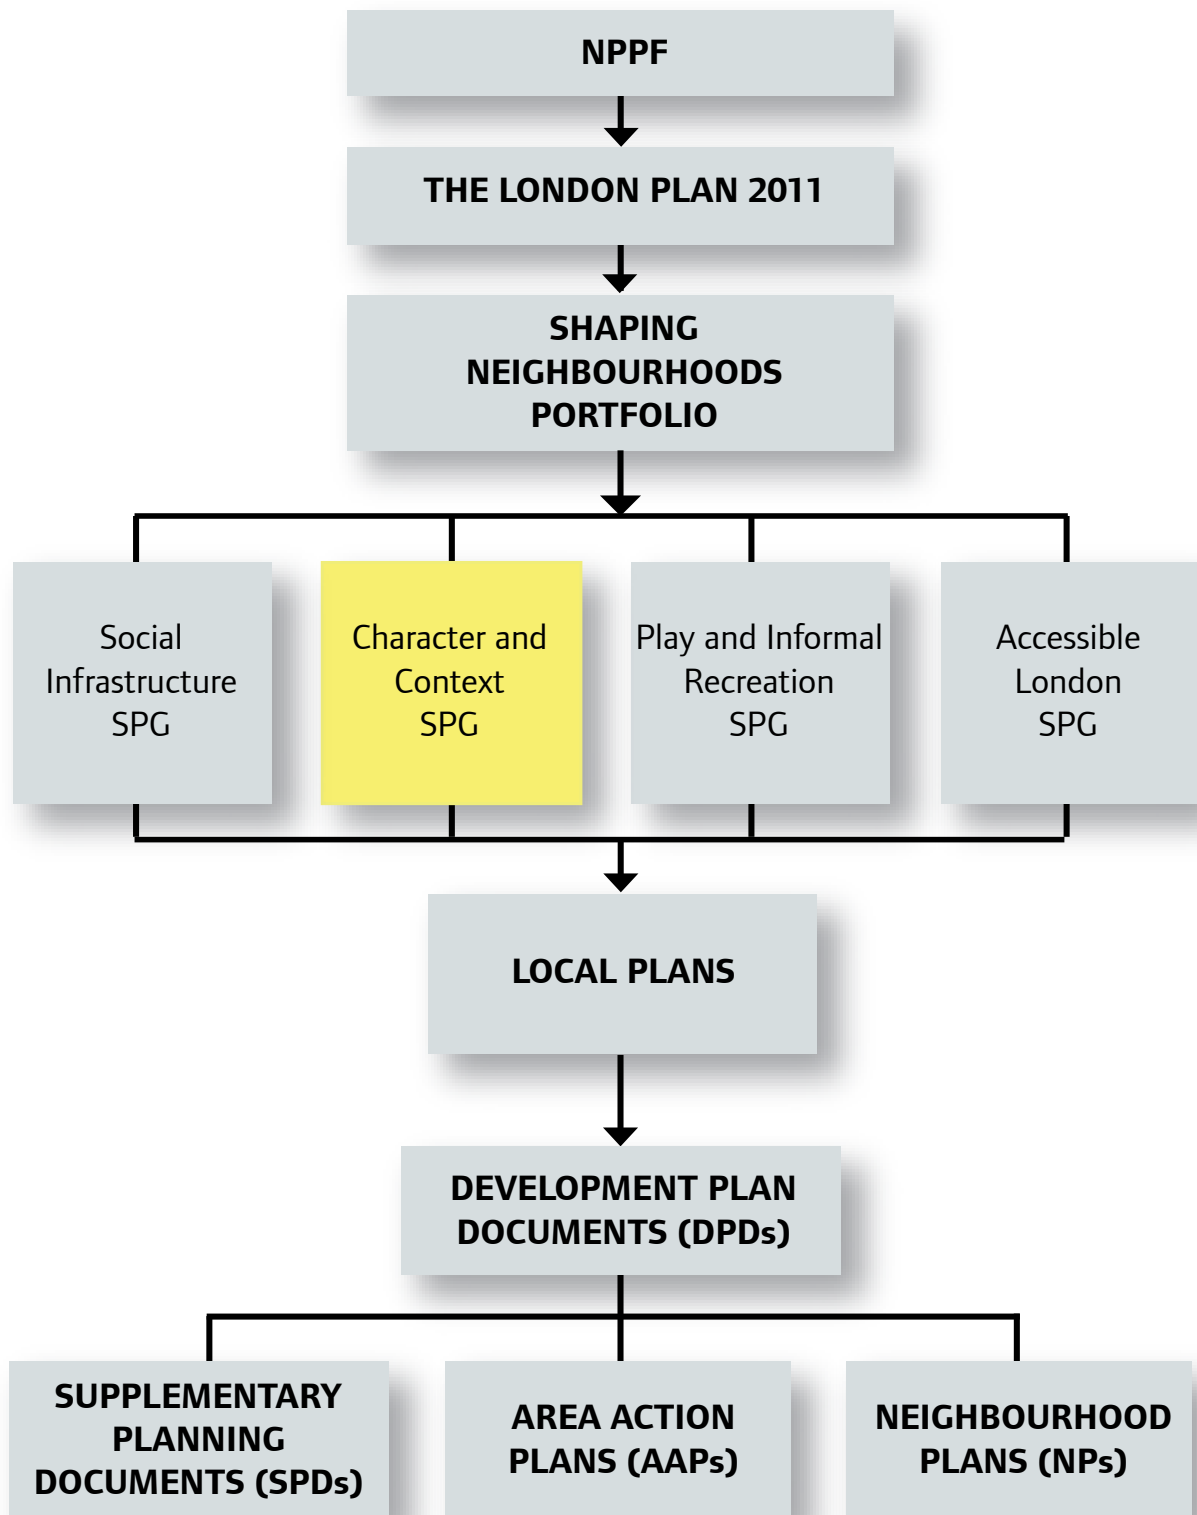 NPPF
THE LONDON PLAN 2011
SHAPING
NEIGHBOURHOODS
PORTFOLIO
Social
Infrastructure
SPG
Character and
Context
SPG
Play and Informal
Recreation
SPG
Accessible
London
SPG
LOCAL PLANS
DEVELOPMENT PLAN
DOCUMENTS (DPDs)
SUPPLEMENTARY
PLANNING
DOCUMENTS (SPDs)
AREA ACTION
PLANS (AAPs)
NEIGHBOURHOOD
PLANS (NPs)